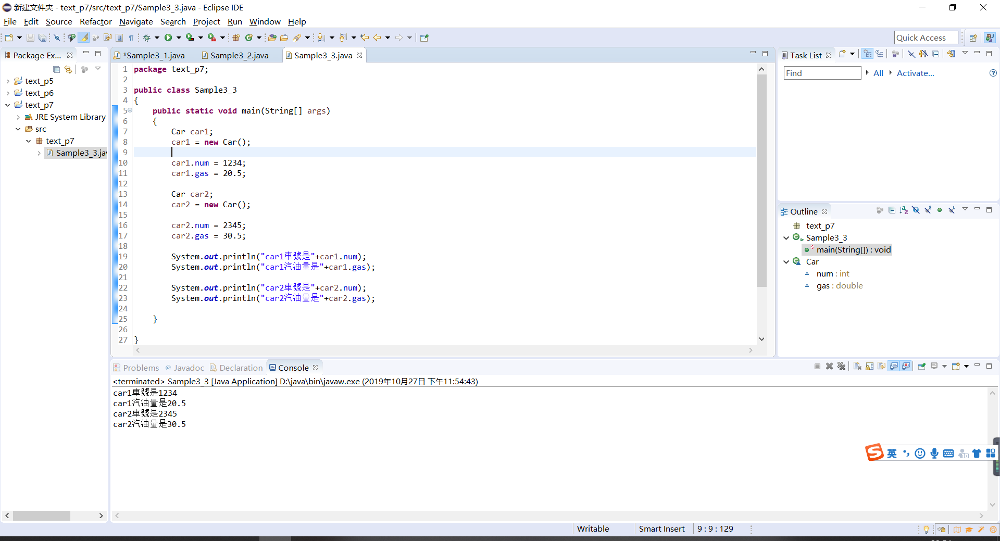 新建文件夹 - text_p7/src/text_p7/Sample3_3.java - Eclipse IDE
File Edit Source Refactor Navigate Search Project Run Window Help
Quick Access
Package Ex...
text_p5
text_p6
text_p7
JRE System Library
src
text_p7
Sample3_3.ja
*Sample3_1.java Sample3_2.java Sample3_3.java
1 package text_p7;
2
3 public class Sample3_3
4 {
5 public static void main(String[] args)
6 {
7 Car car1;
8 car1 = new Car();
9
10 car1.num = 1234;
11 car1.gas = 20.5;
12
13 Car car2;
14 car2 = new Car();
15
16 car2.num = 2345;
17 car2.gas = 30.5;
18
19 System.out.println("car1車號是"+car1.num);
20 System.out.println("car1汽油量是"+car1.gas);
21
22 System.out.println("car2車號是"+car2.num);
23 System.out.println("car2汽油量是"+car2.gas);
24
25 }
26
27 }
Task List
Find All Activate...
Outline
text_p7
Sample3_3
main(String[]) : void
Car
num : int
gas : double
Problems @ Javadoc Declaration Console
<terminated> Sample3_3 [Java Application] D:\java\bin\javaw.exe (2019年10月27日 下午11:54:43)
car1車號是1234
car1汽油量是20.5
car2車號是2345
car2汽油量是30.5
英
Writable Smart Insert 9 : 9 : 129